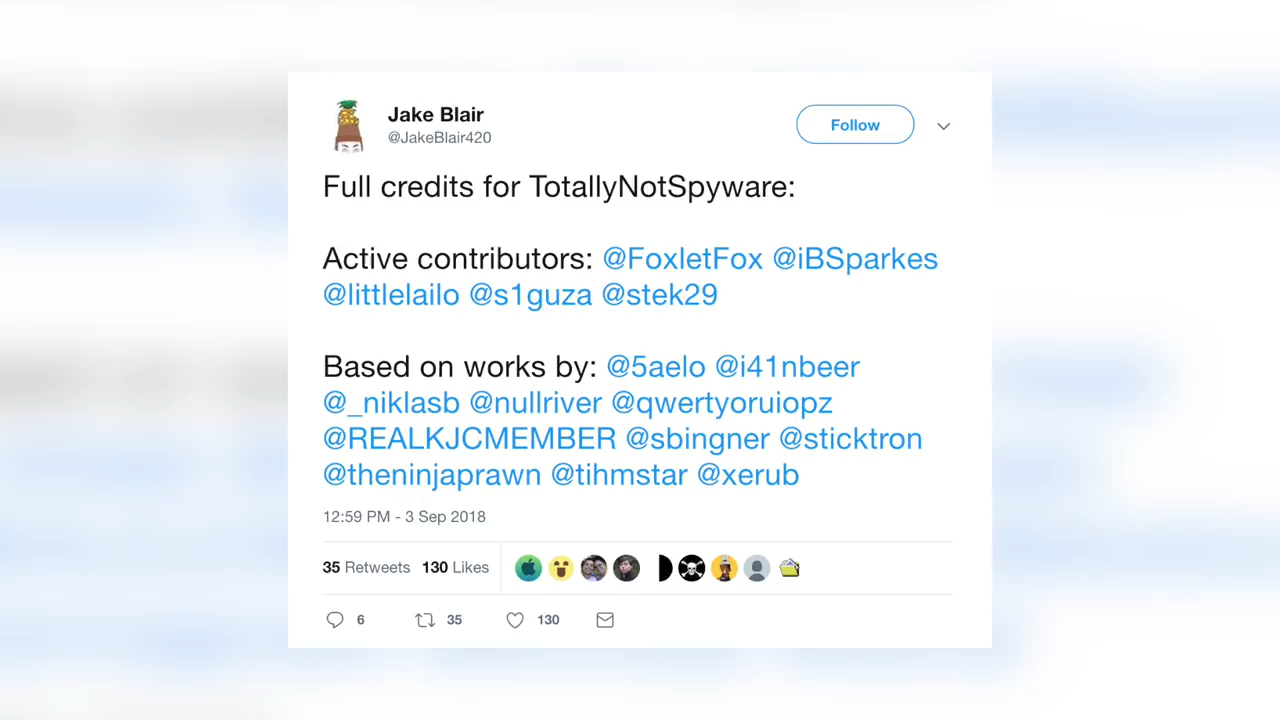 Jake Blair
@JakeBlair420
Follow
Full credits for TotallyNotSpyware:
Active contributors: @FoxletFox @iBSparkes
@littlelailo @s1guza @stek29
Based on works by: @5aelo @i41nbeer
@_niklasb @nullriver @qwertyoruiopz
@REALKJCMEMBER @sbingner @sticktron
@theninjaprawn @tihmstar @xerub
12:59 PM - 3 Sep 2018
35 Retweets 130 Likes
6 35 130